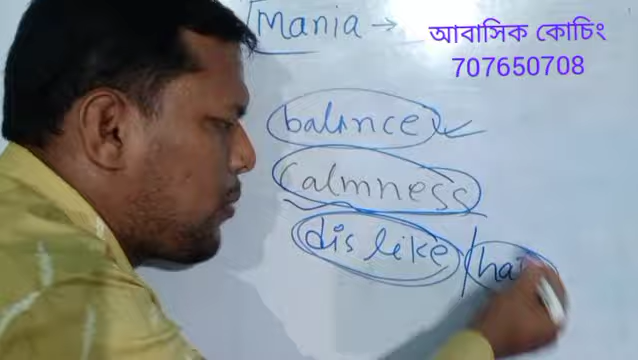 Mania →
আবাসিক কোচিং
707650708
balance ✓
Calmness
dislike /